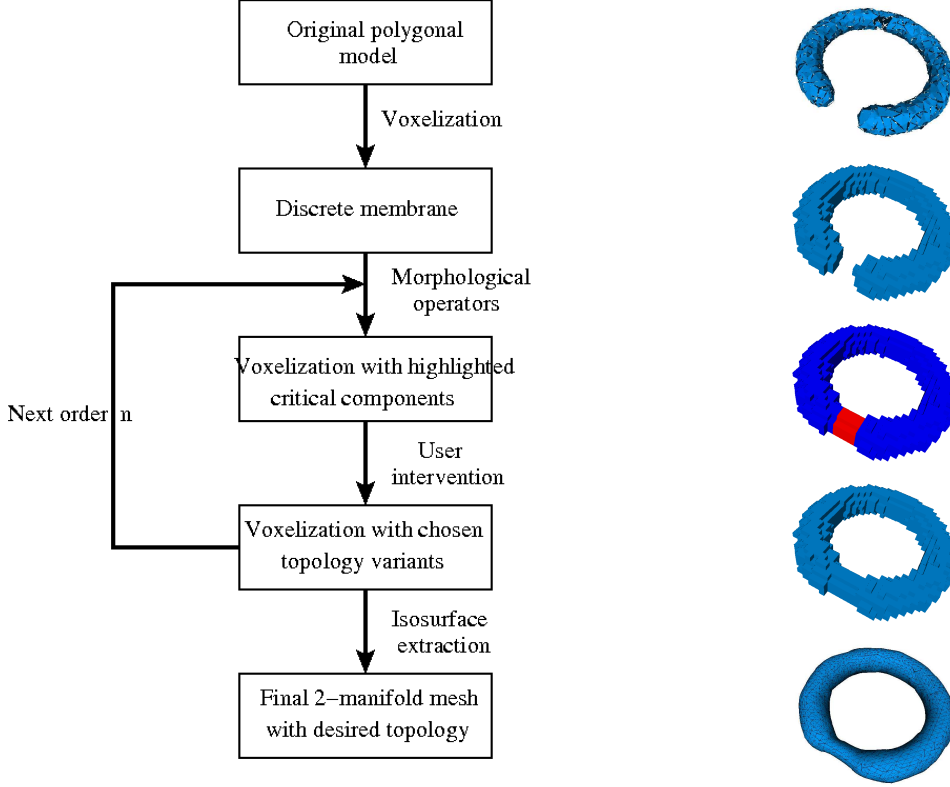 Original polygonal
model
Voxelization
Discrete membrane
Morphological
operators
Voxelization with highlighted
critical components
Next order n
User
intervention
Voxelization with chosen
topology variants
Isosurface
extraction
Final 2−manifold mesh
with desired topology